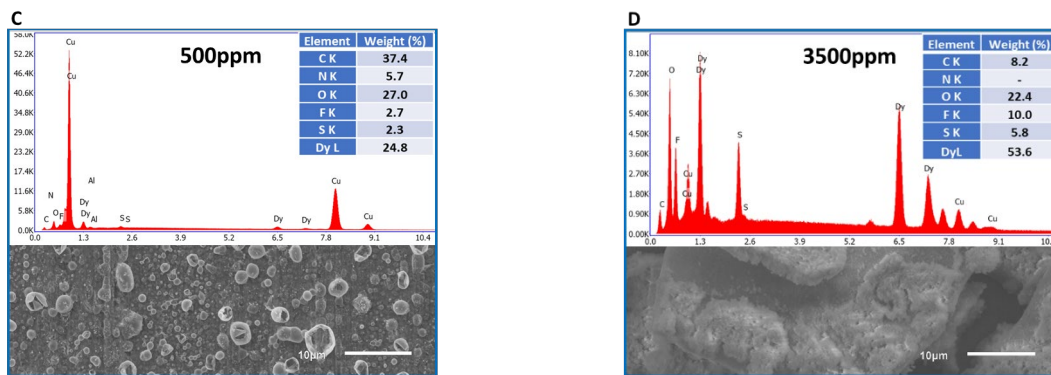 C
500ppm
58.0K
52.2K
46.4K
40.6K
34.8K
29.0K
23.2K
17.4K
11.6K
5.8K
0.0K
Cu
Cu
Al
N
Dy
O F
Dy
C
Al
S S
Dy
Dy
Cu
Cu
0.0 1.3 2.6 3.9 5.2 6.5 7.8 9.1 10.4
Element Weight (%)
C K 37.4
N K 5.7
O K 27.0
F K 2.7
S K 2.3
Dy L 24.8
10μm
D
3500ppm
8.10K
7.20K
6.30K
5.40K
4.50K
3.60K
2.70K
1.80K
0.90K
0.00K
O
Dy
Dy
F
S
Cu
Cu
C
S
Dy
Dy
Cu
Cu
0.0 1.3 2.6 3.9 5.2 6.5 7.8 9.1 10.4
Element Weight (%)
C K 8.2
N K -
O K 22.4
F K 10.0
S K 5.8
DyL 53.6
10μm